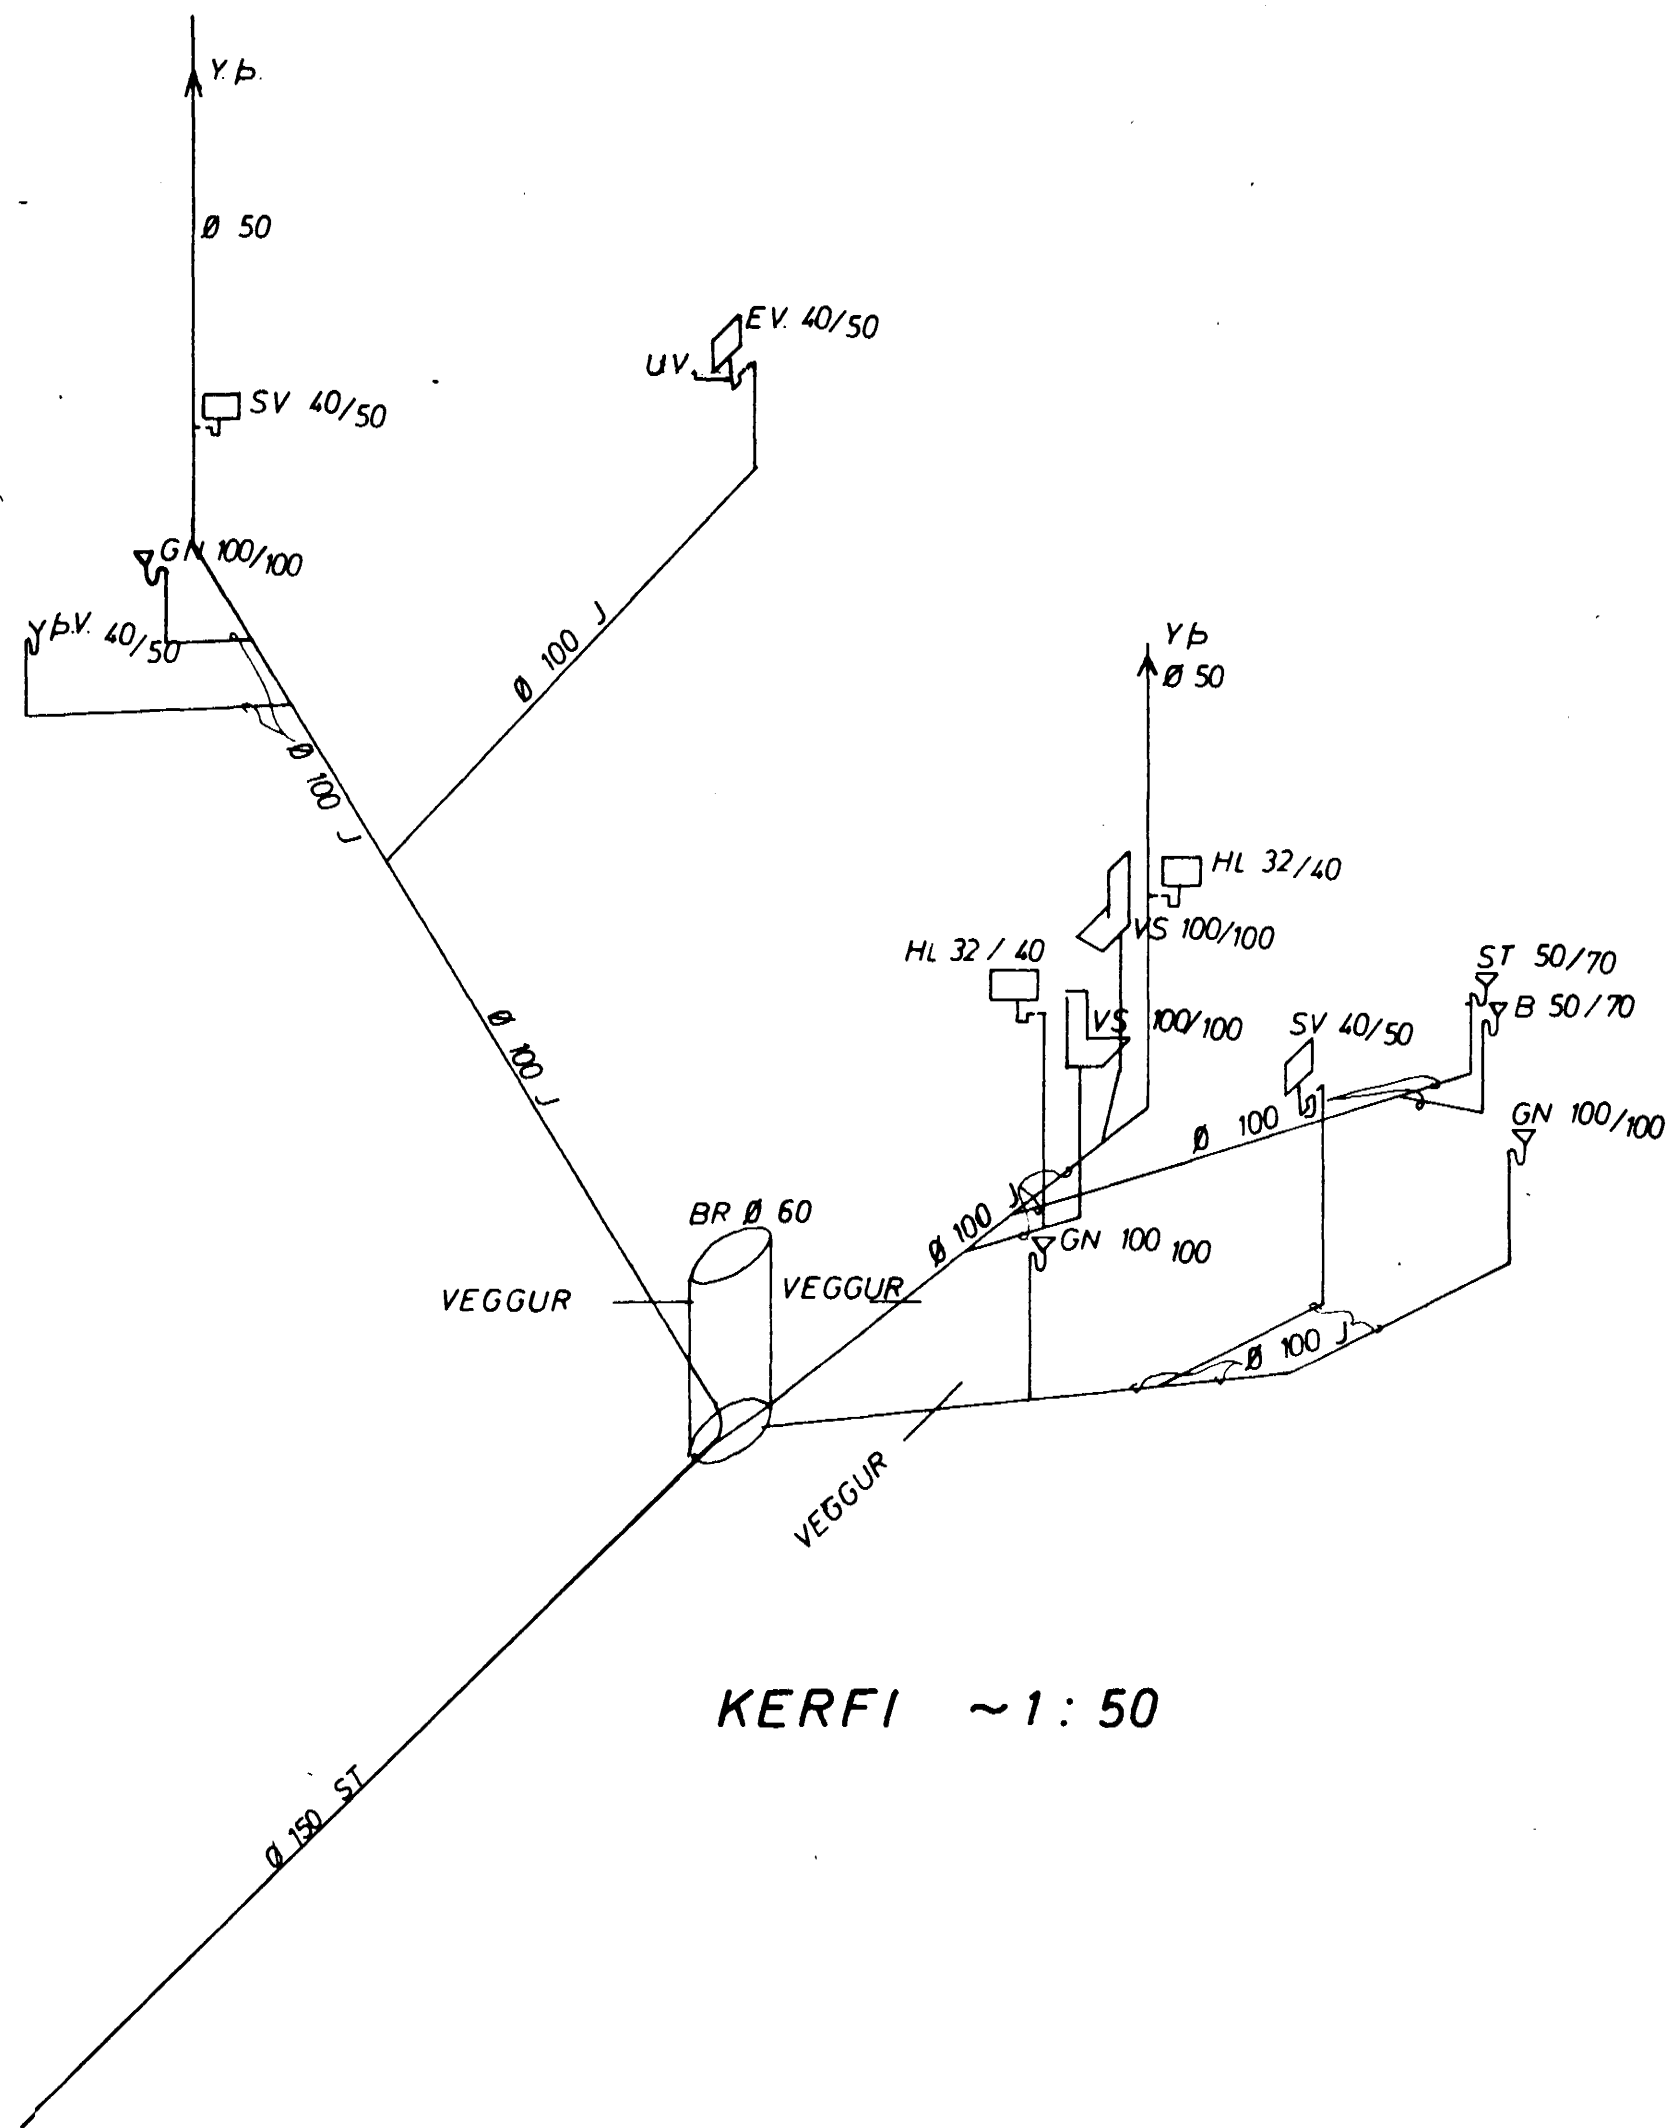 Y.þ.
Ø 50
EV. 40/50
UV.
SV 40/50
GN 100/100
Yþ.V. 40/50
Ø 100 J
Yþ
Ø 50
Ø 100 J
HL 32/40
VS 100/100
HL 32/40
ST 50/70
B 50/70
VS 100/100
SV 40/50
Ø 100 J
GN 100/100
Ø 100 J
BR Ø 60
Ø 100 J
GN 100 100
VEGGUR
VEGGUR
Ø 100 J
VEGGUR
KERFI ~1:50
Ø 150 ST